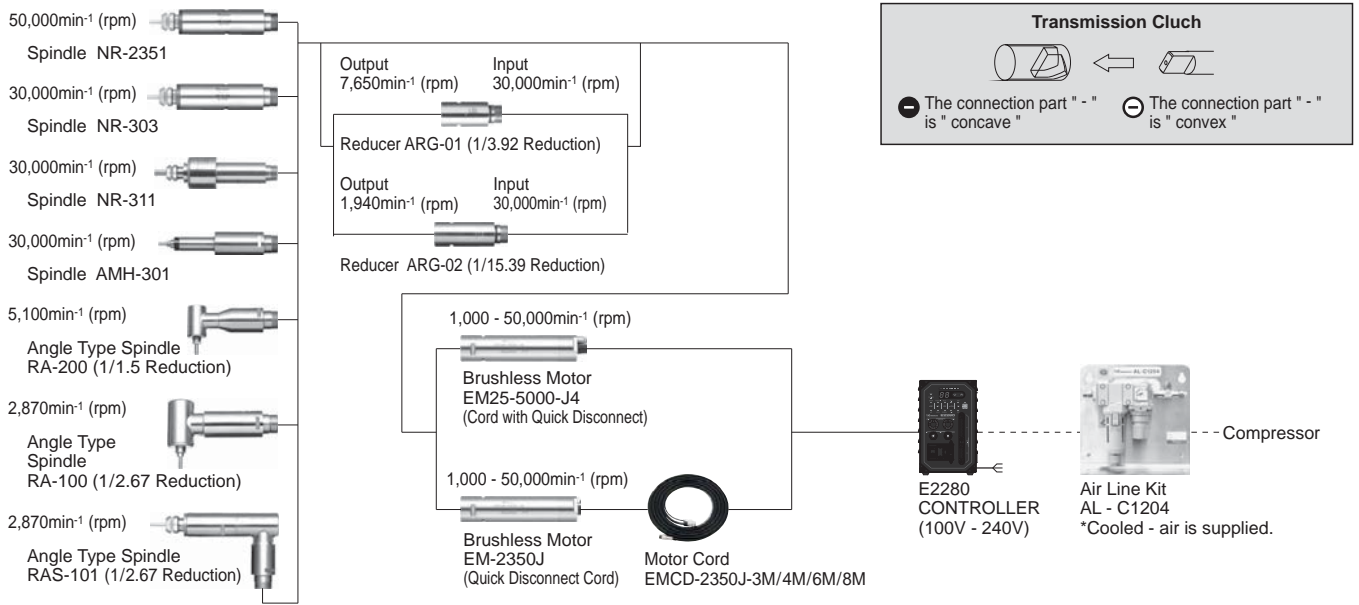 50,000min-1 (rpm)
Spindle NR-2351
30,000min-1 (rpm)
Spindle NR-303
30,000min-1 (rpm)
Spindle NR-311
30,000min-1 (rpm)
Spindle AMH-301
5,100min-1 (rpm)
Angle Type Spindle
RA-200 (1/1.5 Reduction)
2,870min-1 (rpm)
Angle Type
Spindle
RA-100 (1/2.67 Reduction)
2,870min-1 (rpm)
Angle Type Spindle
RAS-101 (1/2.67 Reduction)
Output
7,650min-1 (rpm)
Input
30,000min-1 (rpm)
Reducer ARG-01 (1/3.92 Reduction)
Output
1,940min-1 (rpm)
Input
30,000min-1 (rpm)
Reducer ARG-02 (1/15.39 Reduction)
1,000 - 50,000min-1 (rpm)
Brushless Motor
EM25-5000-J4
(Cord with Quick Disconnect)
1,000 - 50,000min-1 (rpm)
Brushless Motor
EM-2350J
(Quick Disconnect Cord)
Motor Cord
EMCD-2350J-3M/4M/6M/8M
E2280
CONTROLLER
(100V - 240V)
AL-C1204
Air Line Kit
AL - C1204
*Cooled - air is supplied.
Compressor
Transmission Cluch
The connection part " - "
is " concave "
The connection part " - "
is " convex "